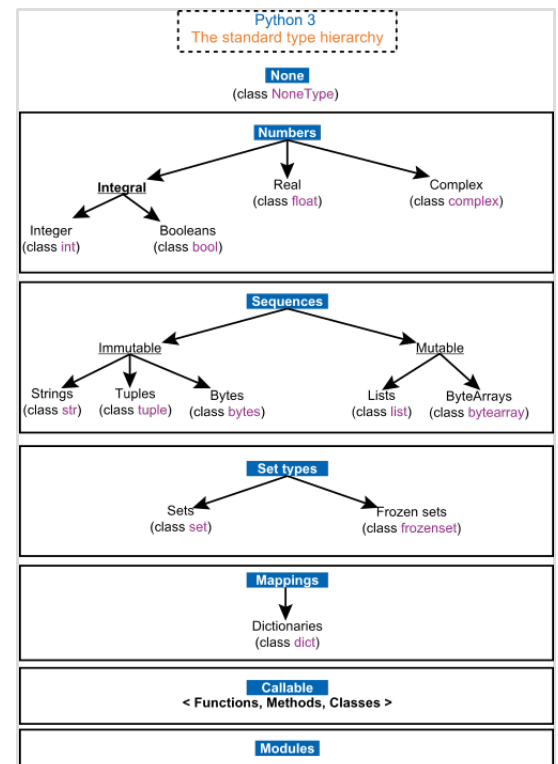 Python 3
The standard type hierarchy
None
(class NoneType)
Numbers
Integral
Real
(class float)
Complex
(class complex)
Integer
(class int)
Booleans
(class bool)
Sequences
Immutable
Mutable
Strings
(class str)
Tuples
(class tuple)
Bytes
(class bytes)
Lists
(class list)
ByteArrays
(class bytearray)
Set types
Sets
(class set)
Frozen sets
(class frozenset)
Mappings
Dictionaries
(class dict)
Callable
< Functions, Methods, Classes >
Modules